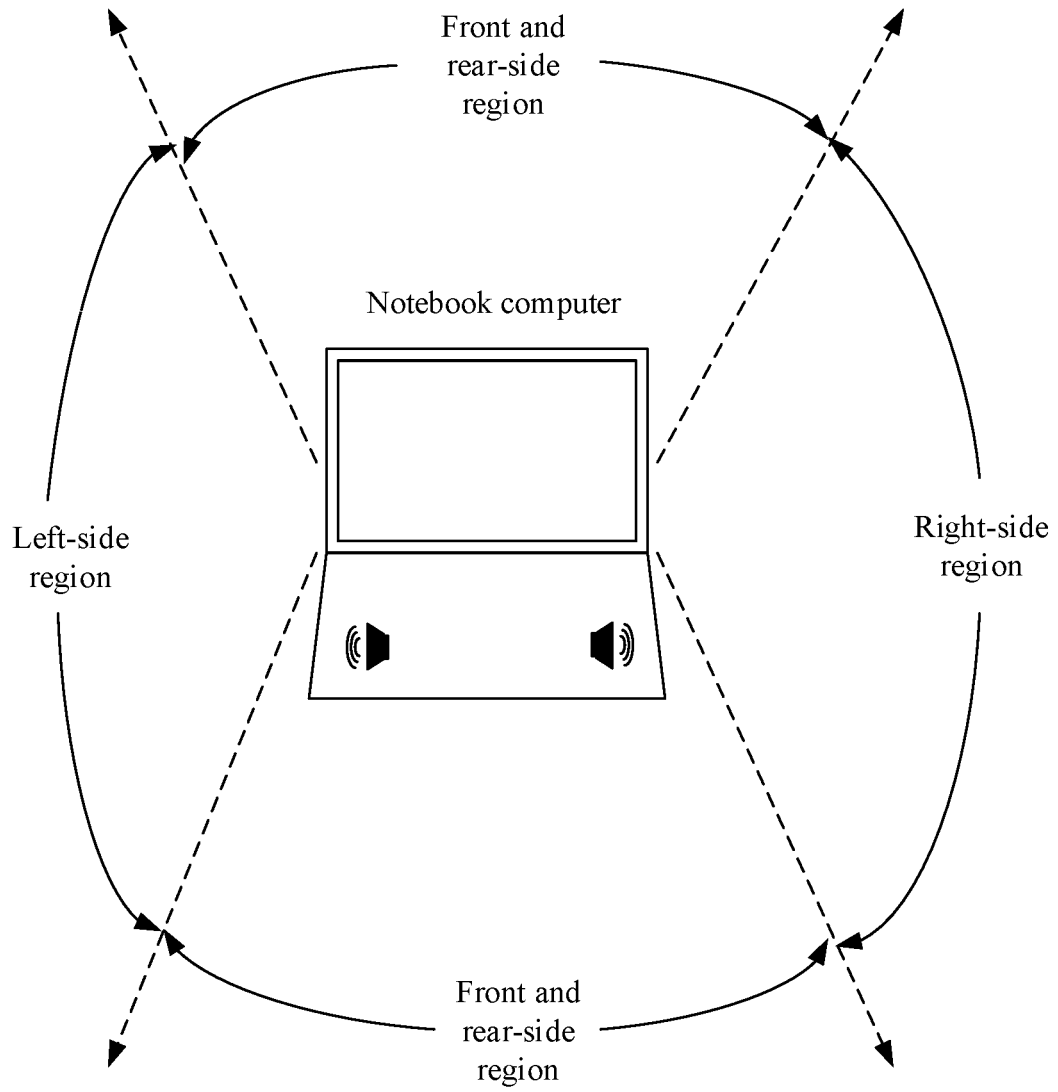 Front and
rear-side
region
Notebook computer
Left-side
region
Right-side
region
Front and
rear-side
region